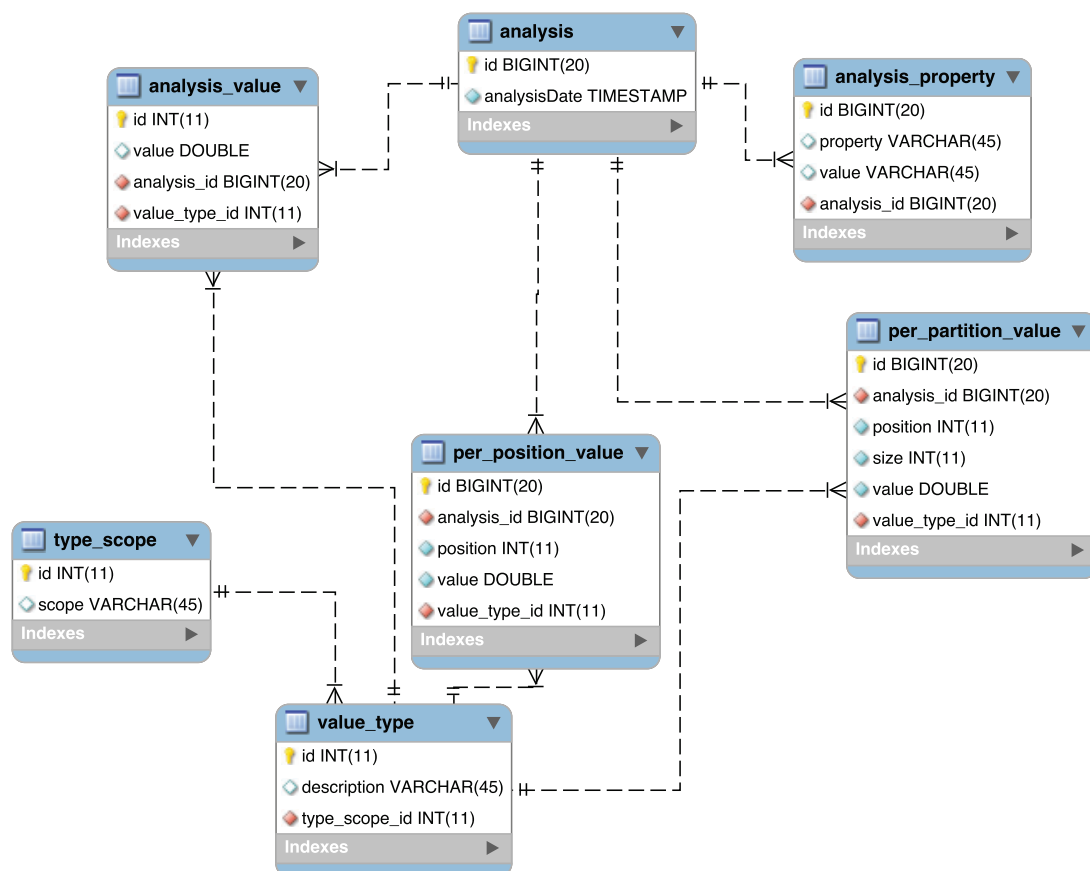 analysis
id BIGINT(20)
analysisDate TIMESTAMP
Indexes
analysis_value
id INT(11)
value DOUBLE
analysis_id BIGINT(20)
value_type_id INT(11)
Indexes
analysis_property
id BIGINT(20)
property VARCHAR(45)
value VARCHAR(45)
analysis_id BIGINT(20)
Indexes
per_partition_value
id BIGINT(20)
analysis_id BIGINT(20)
position INT(11)
size INT(11)
value DOUBLE
value_type_id INT(11)
Indexes
per_position_value
id BIGINT(20)
analysis_id BIGINT(20)
position INT(11)
value DOUBLE
value_type_id INT(11)
Indexes
type_scope
id INT(11)
scope VARCHAR(45)
Indexes
value_type
id INT(11)
description VARCHAR(45)
type_scope_id INT(11)
Indexes